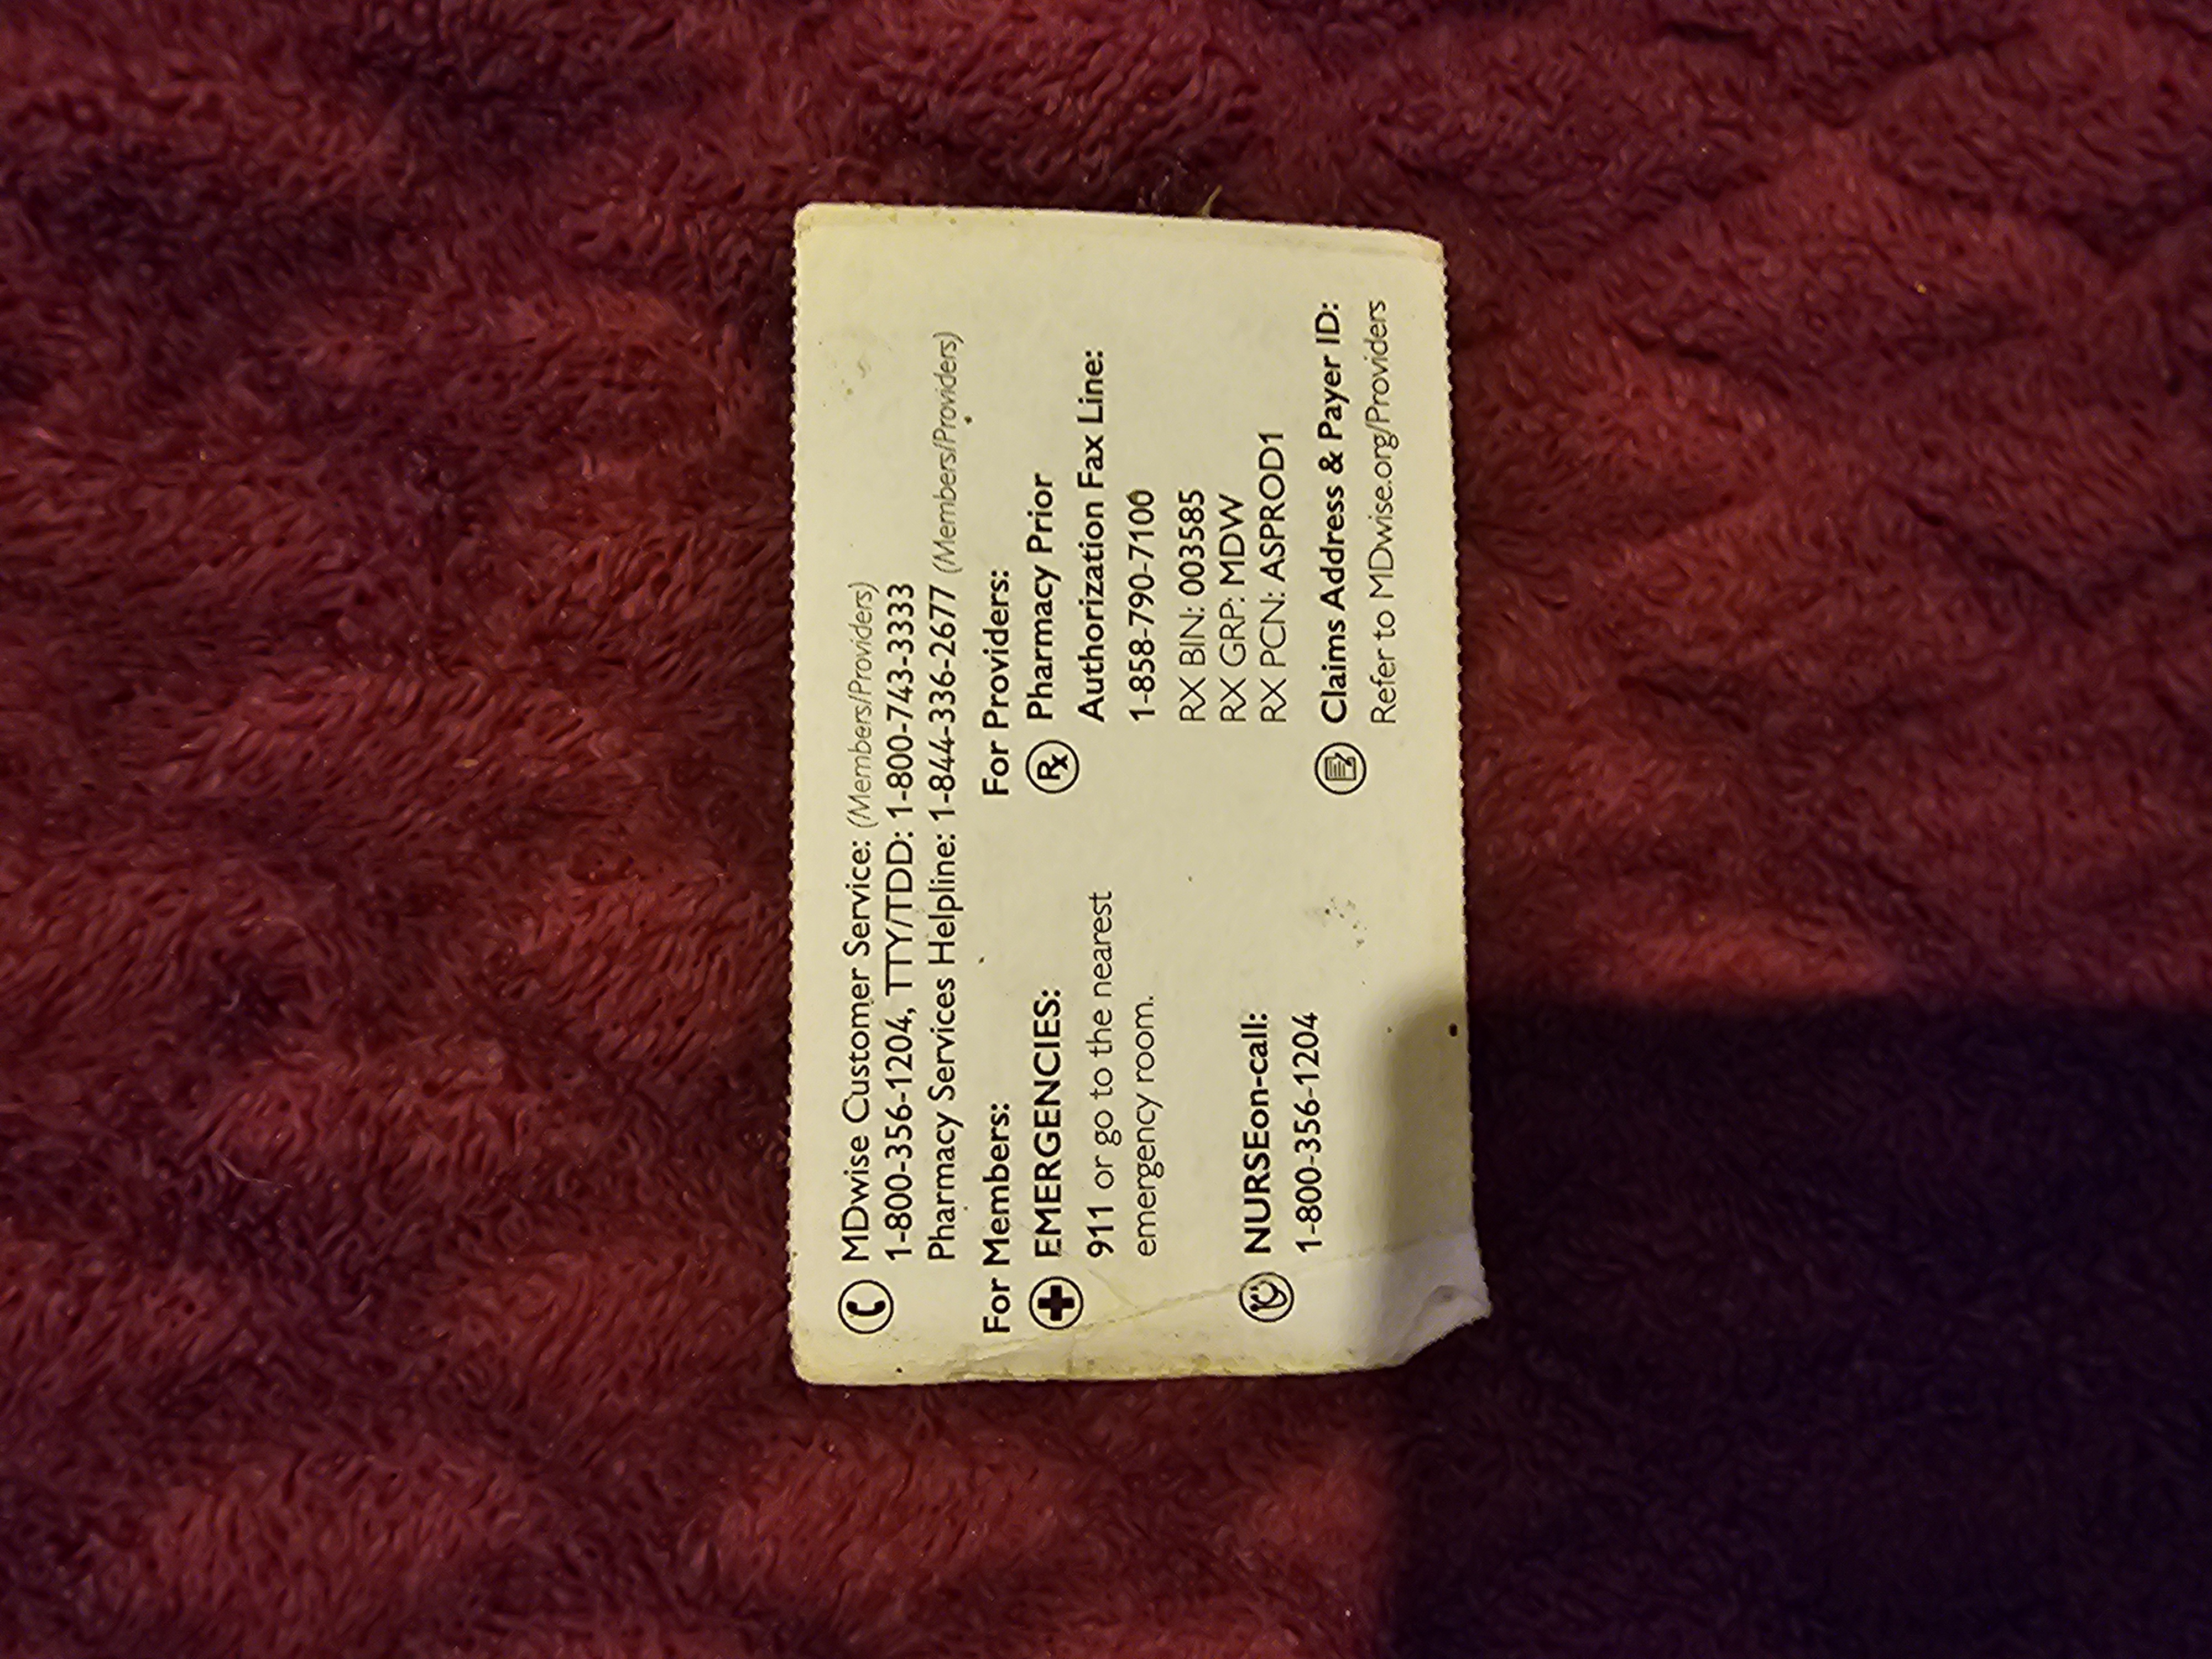 MDwise Customer Service: (Members/Providers)
1-800-356-1204, TTY/TDD: 1-800-743-3333
Pharmacy Services Helpline: 1-844-336-2677 (Members/Providers)
For Members:
EMERGENCIES:
911 or go to the nearest
emergency room.
NURSEon-call:
1-800-356-1204
For Providers:
Rx Pharmacy Prior
Authorization Fax Line:
1-858-790-7100
RX BIN: 003585
RX GRP: MDW
RX PCN: ASPROD1
Claims Address & Payer ID:
Refer to MDwise.org/Providers